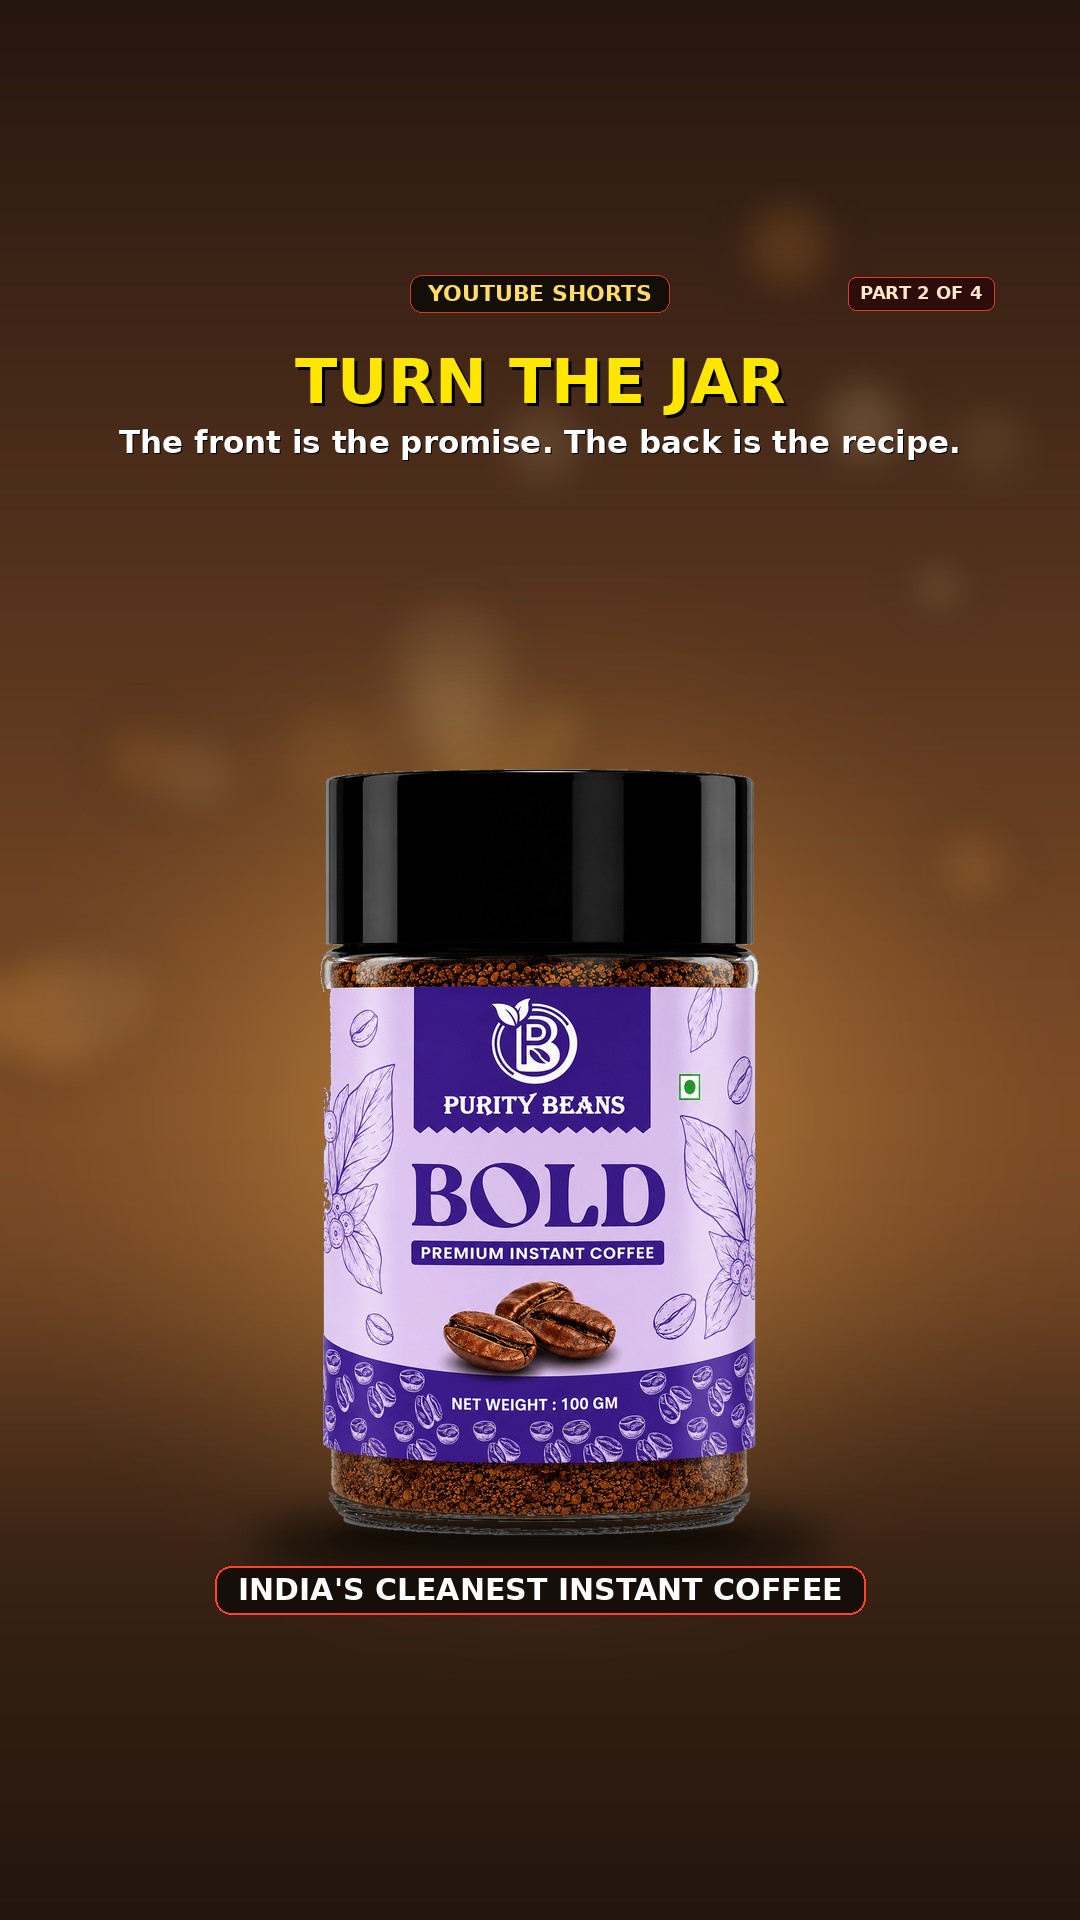 YOUTUBE SHORTS
PART 2 OF 4
TURN THE JAR
The front is the promise. The back is the recipe.
PURITY BEANS
BOLD
PREMIUM INSTANT COFFEE
NET WEIGHT : 100 GM
INDIA'S CLEANEST INSTANT COFFEE